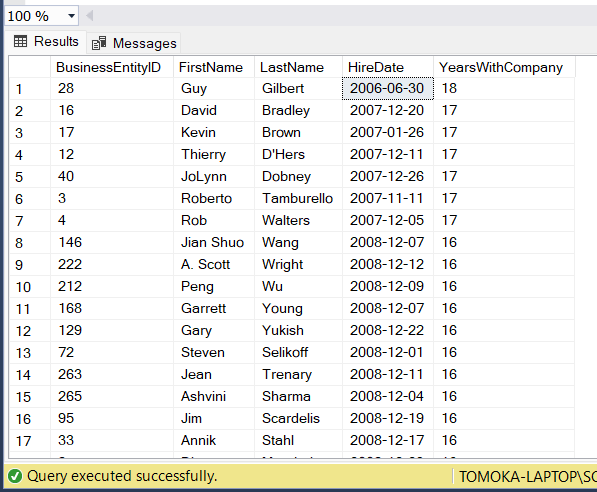 100 %
Results Messages
BusinessEntityID FirstName LastName HireDate YearsWithCompany
1 28 Guy Gilbert 2006-06-30 18
2 16 David Bradley 2007-12-20 17
3 17 Kevin Brown 2007-01-26 17
4 12 Thierry D'Hers 2007-12-11 17
5 40 JoLynn Dobney 2007-12-26 17
6 3 Roberto Tamburello 2007-11-11 17
7 4 Rob Walters 2007-12-05 17
8 146 Jian Shuo Wang 2008-12-07 16
9 222 A. Scott Wright 2008-12-12 16
10 212 Peng Wu 2008-12-09 16
11 168 Garrett Young 2008-12-07 16
12 129 Gary Yukish 2008-12-22 16
13 72 Steven Selikoff 2008-12-01 16
14 263 Jean Trenary 2008-12-11 16
15 265 Ashvini Sharma 2008-12-04 16
16 95 Jim Scardelis 2008-12-19 16
17 33 Annik Stahl 2008-12-17 16
Query executed successfully. TOMOKA-LAPTOP\